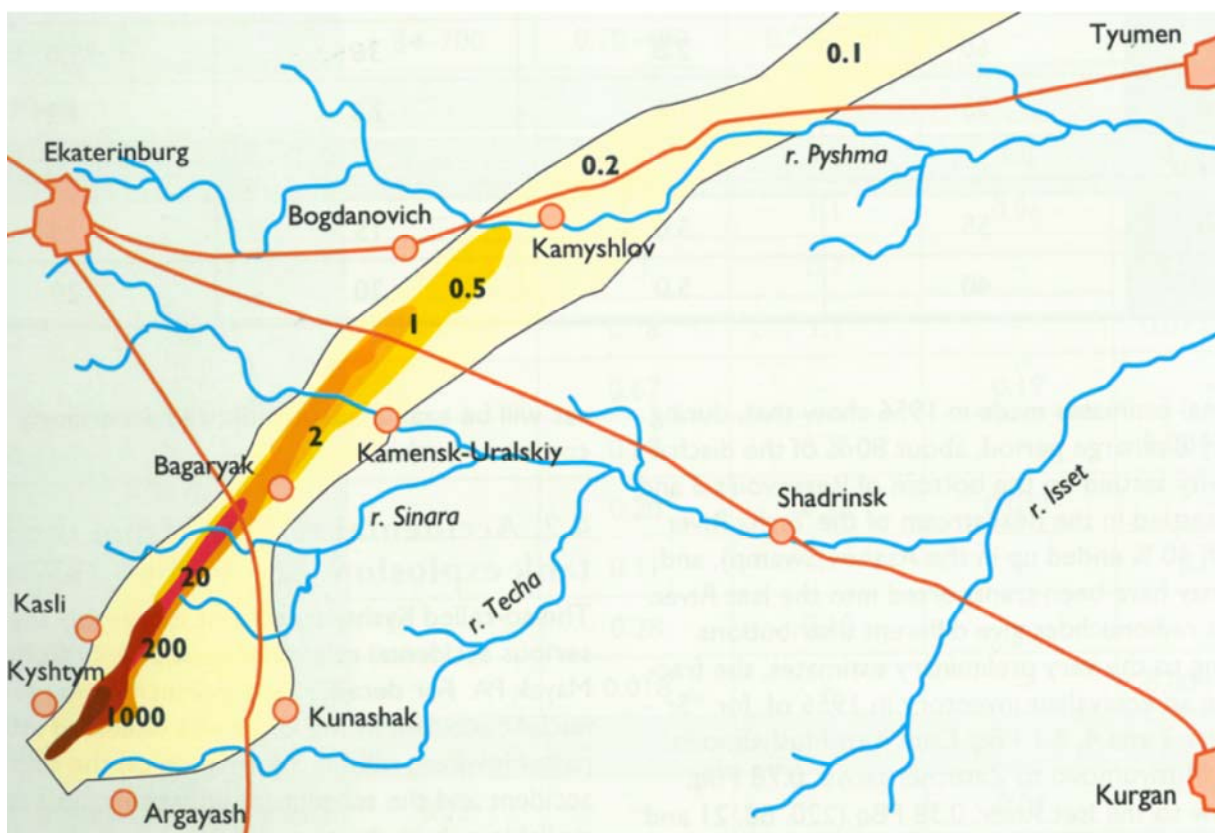 0.1
Tyumen
Ekaterinburg
0.2
r. Pyshma
Bogdanovich
Kamyshlov
0.5
1
2
Kamensk-Uralskiy
Bagaryak
Shadrinsk
r. Isset
r. Sinara
20
Kasli
r. Techa
200
Kyshtym
1000
Kunashak
Argayash
Kurgan